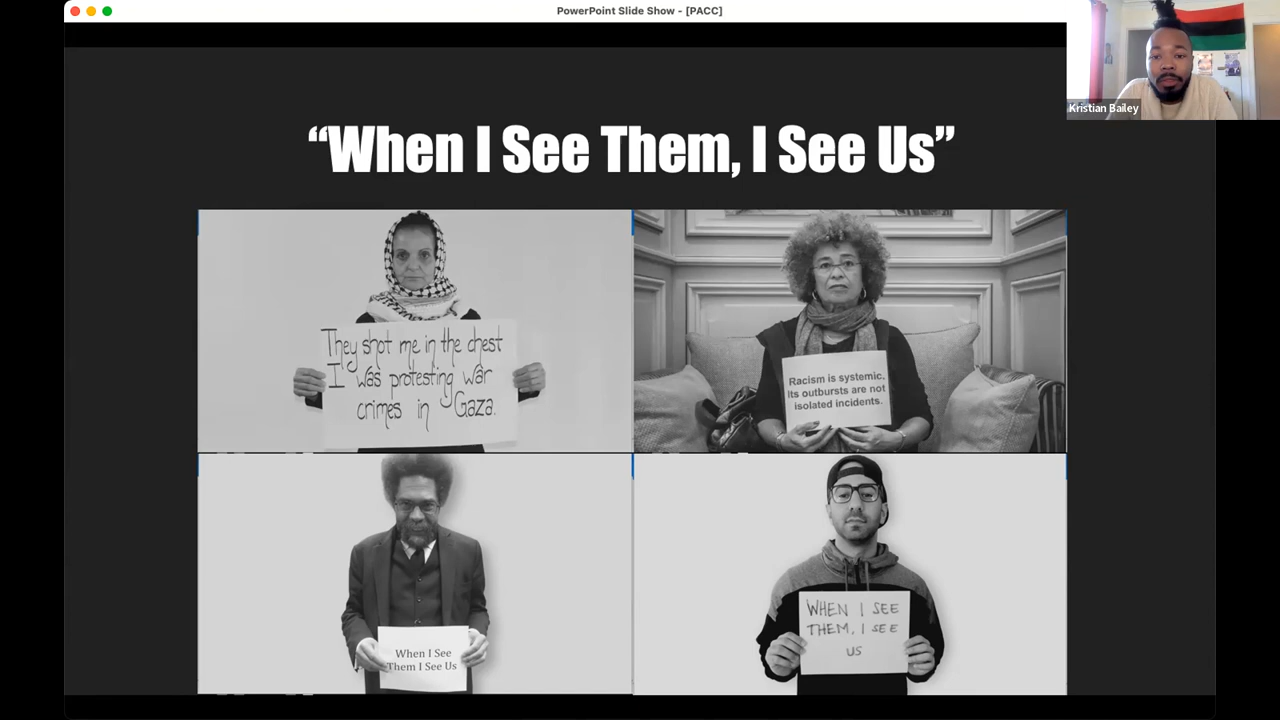 PowerPoint Slide Show - [PACC]
Kristian Bailey
“When I See Them, I See Us”
They shot me in the chest
I was protesting war
crimes in Gaza.
Racism is systemic.
Its outbursts are not
isolated incidents.
When I See
Them I See Us
WHEN I SEE
THEM, I SEE
US